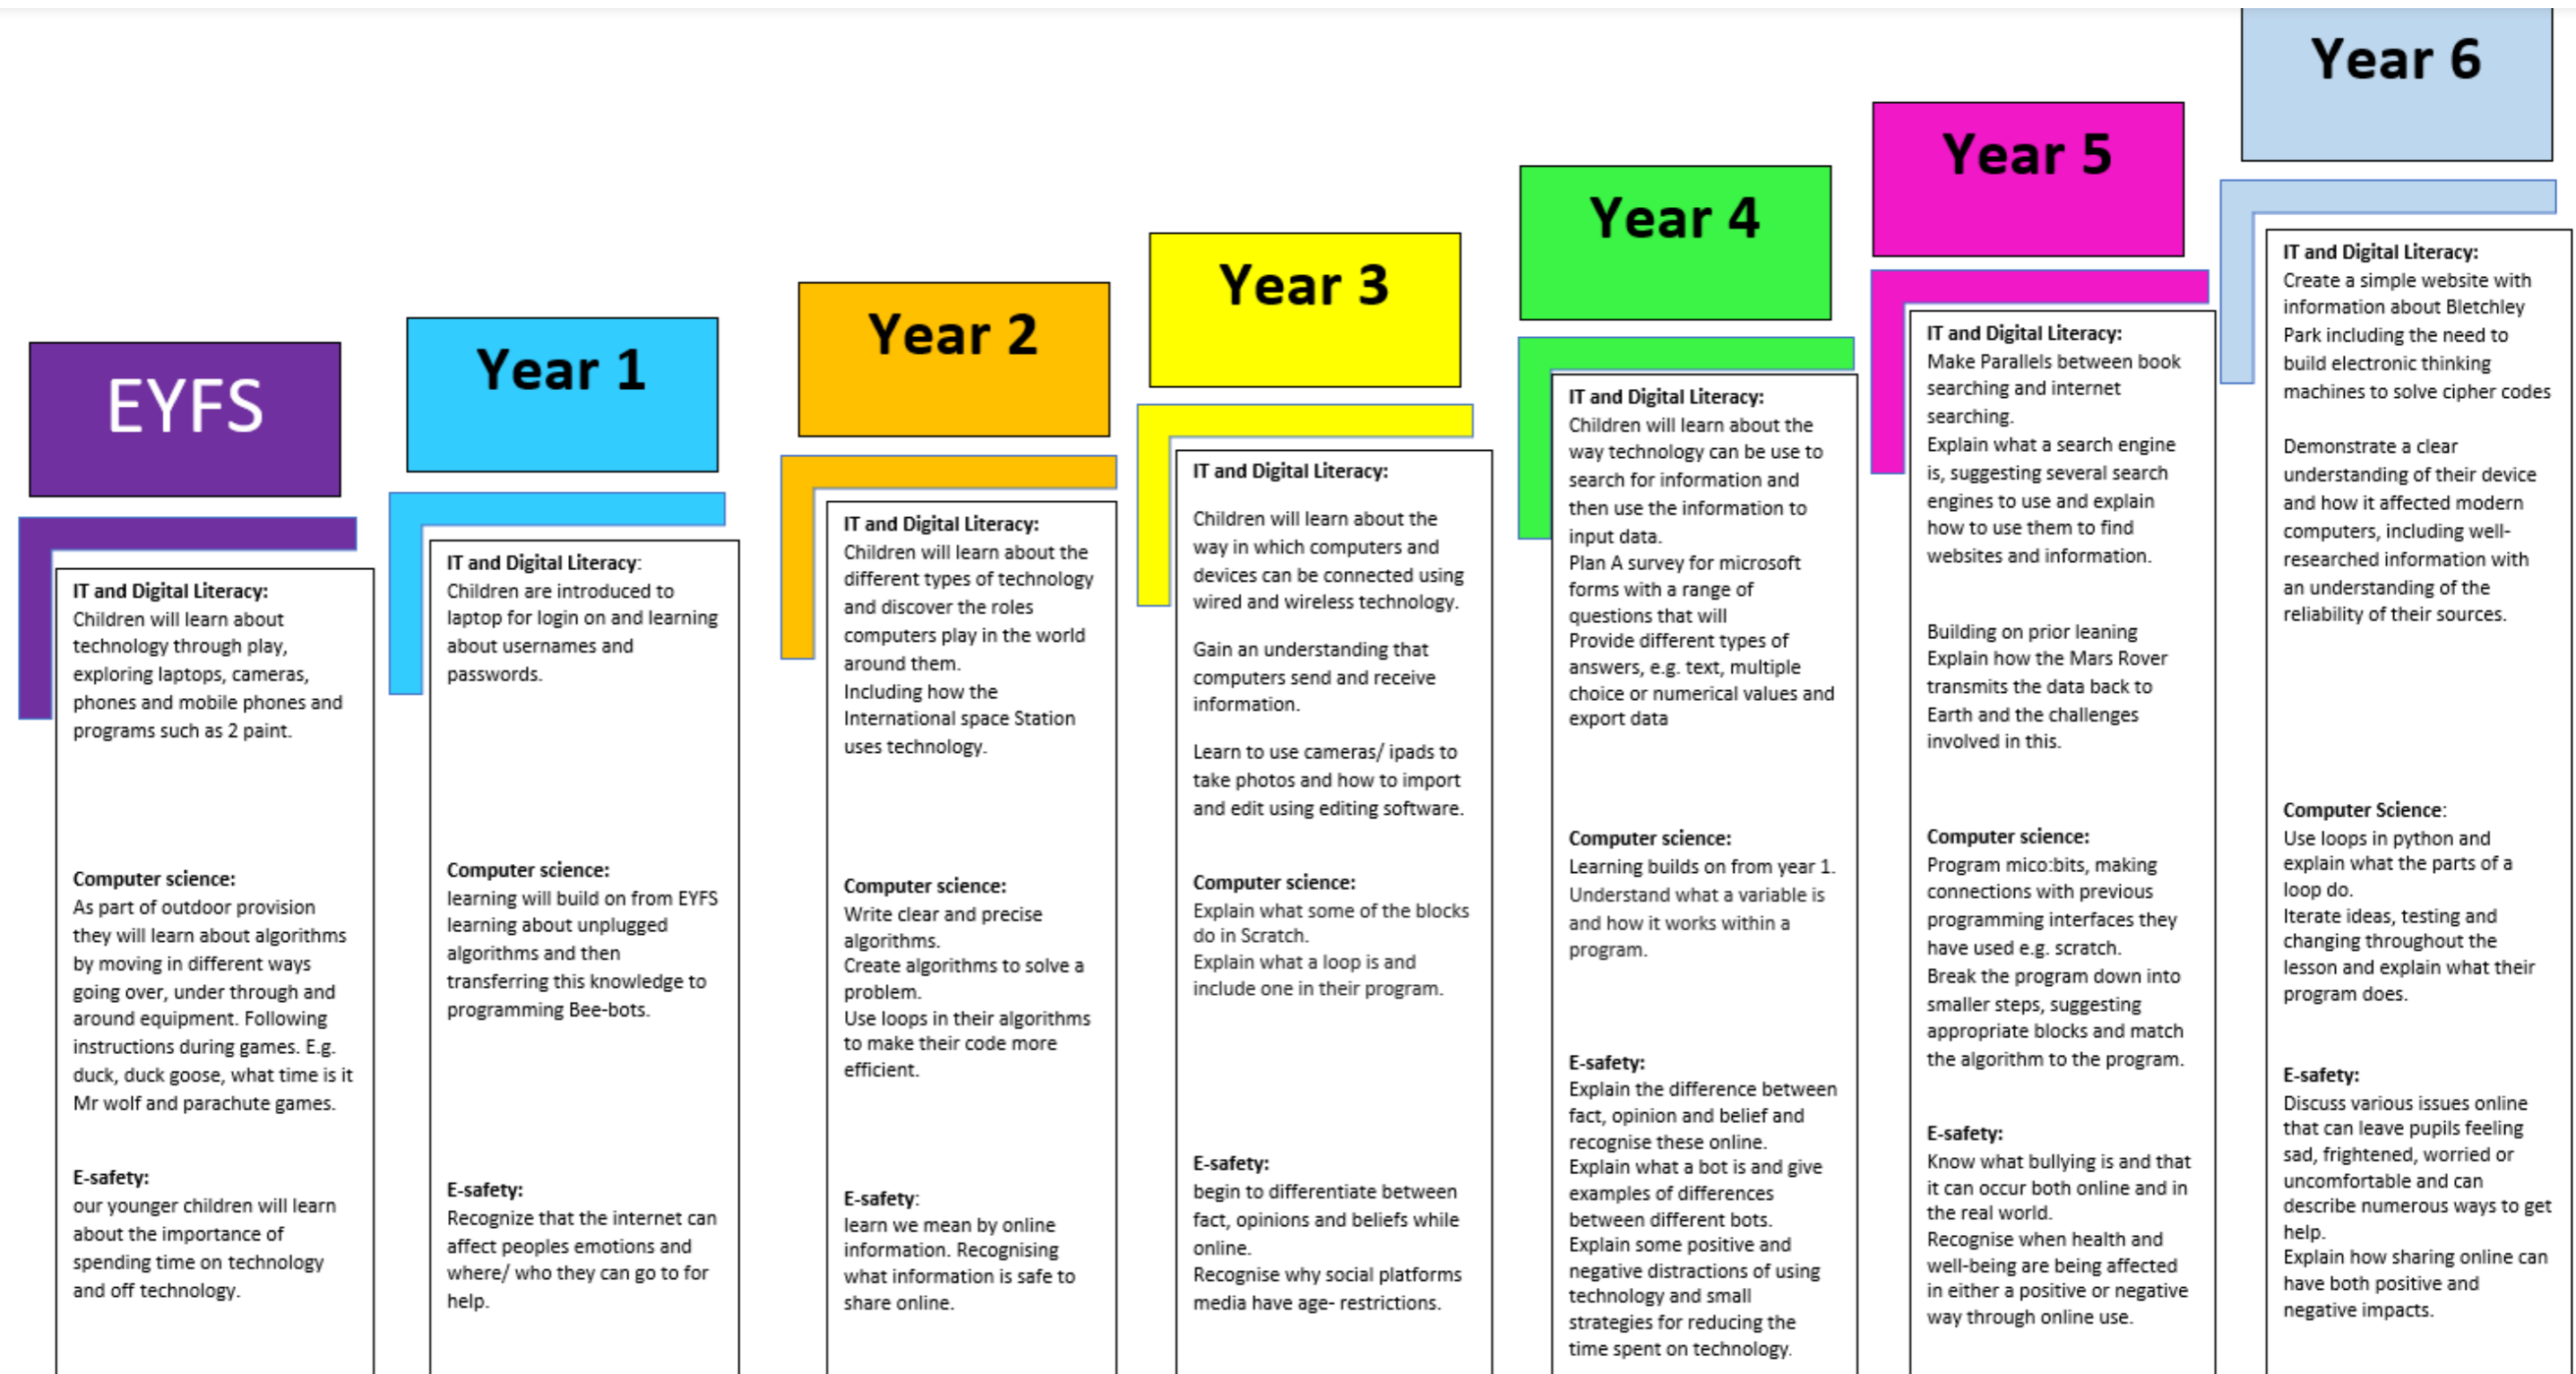 EYFS
IT and Digital Literacy:
Children will learn about
technology through play,
exploring laptops, cameras,
phones and mobile phones and
programs such as 2 paint.
Computer science:
As part of outdoor provision
they will learn about algorithms
by moving in different ways
going over, under through and
around equipment. Following
instructions during games. E.g.
duck, duck goose, what time is it
Mr wolf and parachute games.
E-safety:
our younger children will learn
about the importance of
spending time on technology
and off technology.
Year 1
IT and Digital Literacy:
Children are introduced to
laptop for login on and learning
about usernames and
passwords.
Computer science:
learning will build on from EYFS
learning about unplugged
algorithms and then
transferring this knowledge to
programming Bee-bots.
E-safety:
Recognize that the internet can
affect peoples emotions and
where/ who they can go to for
help.
Year 2
IT and Digital Literacy:
Children will learn about the
different types of technology
and discover the roles
computers play in the world
around them.
Including how the
International space Station
uses technology.
Computer science:
Write clear and precise
algorithms.
Create algorithms to solve a
problem.
Use loops in their algorithms
to make their code more
efficient.
E-safety:
learn we mean by online
information. Recognising
what information is safe to
share online.
Year 3
IT and Digital Literacy:
Children will learn about the
way in which computers and
devices can be connected using
wired and wireless technology.
Gain an understanding that
computers send and receive
information.
Learn to use cameras/ ipads to
take photos and how to import
and edit using editing software.
Computer science:
Explain what some of the blocks
do in Scratch.
Explain what a loop is and
include one in their program.
E-safety:
begin to differentiate between
fact, opinions and beliefs while
online.
Recognise why social platforms
media have age- restrictions.
Year 4
IT and Digital Literacy:
Children will learn about the
way technology can be use to
search for information and
then use the information to
input data.
Plan A survey for microsoft
forms with a range of
questions that will
Provide different types of
answers, e.g. text, multiple
choice or numerical values and
export data
Computer science:
Learning builds on from year 1.
Understand what a variable is
and how it works within a
program.
E-safety:
Explain the difference between
fact, opinion and belief and
recognise these online.
Explain what a bot is and give
examples of differences
between different bots.
Explain some positive and
negative distractions of using
technology and small
strategies for reducing the
time spent on technology.
Year 5
IT and Digital Literacy:
Make Parallels between book
searching and internet
searching.
Explain what a search engine
is, suggesting several search
engines to use and explain
how to use them to find
websites and information.
Building on prior leaning
Explain how the Mars Rover
transmits the data back to
Earth and the challenges
involved in this.
Computer science:
Program mico:bits, making
connections with previous
programming interfaces they
have used e.g. scratch.
Break the program down into
smaller steps, suggesting
appropriate blocks and match
the algorithm to the program.
E-safety:
Know what bullying is and that
it can occur both online and in
the real world.
Recognise when health and
well-being are being affected
in either a positive or negative
way through online use.
Year 6
IT and Digital Literacy:
Create a simple website with
information about Bletchley
Park including the need to
build electronic thinking
machines to solve cipher codes
Demonstrate a clear
understanding of their device
and how it affected modern
computers, including well-
researched information with
an understanding of the
reliability of their sources.
Computer Science:
Use loops in python and
explain what the parts of a
loop do.
Iterate ideas, testing and
changing throughout the
lesson and explain what their
program does.
E-safety:
Discuss various issues online
that can leave pupils feeling
sad, frightened, worried or
uncomfortable and can
describe numerous ways to get
help.
Explain how sharing online can
have both positive and
negative impacts.